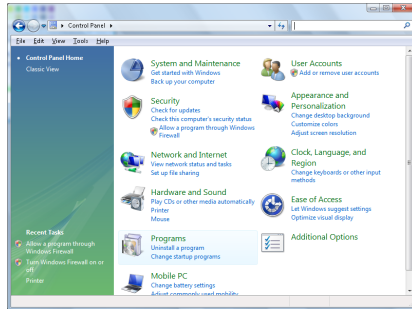 Control Panel
File Edit View Tools Help
Control Panel Home
Classic View
System and Maintenance
Get started with Windows
Back up your computer
Security
Check for updates
Check this computer's security status
Allow a program through Windows
Firewall
Network and Internet
View network status and tasks
Set up file sharing
Hardware and Sound
Play CDs or other media automatically
Printer
Mouse
Programs
Uninstall a program
Change startup programs
Mobile PC
Change battery settings
Adjust commonly used mobility
User Accounts
Add or remove user accounts
Appearance and
Personalization
Change desktop background
Customize colors
Adjust screen resolution
Clock, Language, and
Region
Change keyboards or other input
methods
Ease of Access
Let Windows suggest settings
Optimize visual display
Additional Options
Recent Tasks
Allow a program through
Windows Firewall
Turn Windows Firewall on or
off
Printer